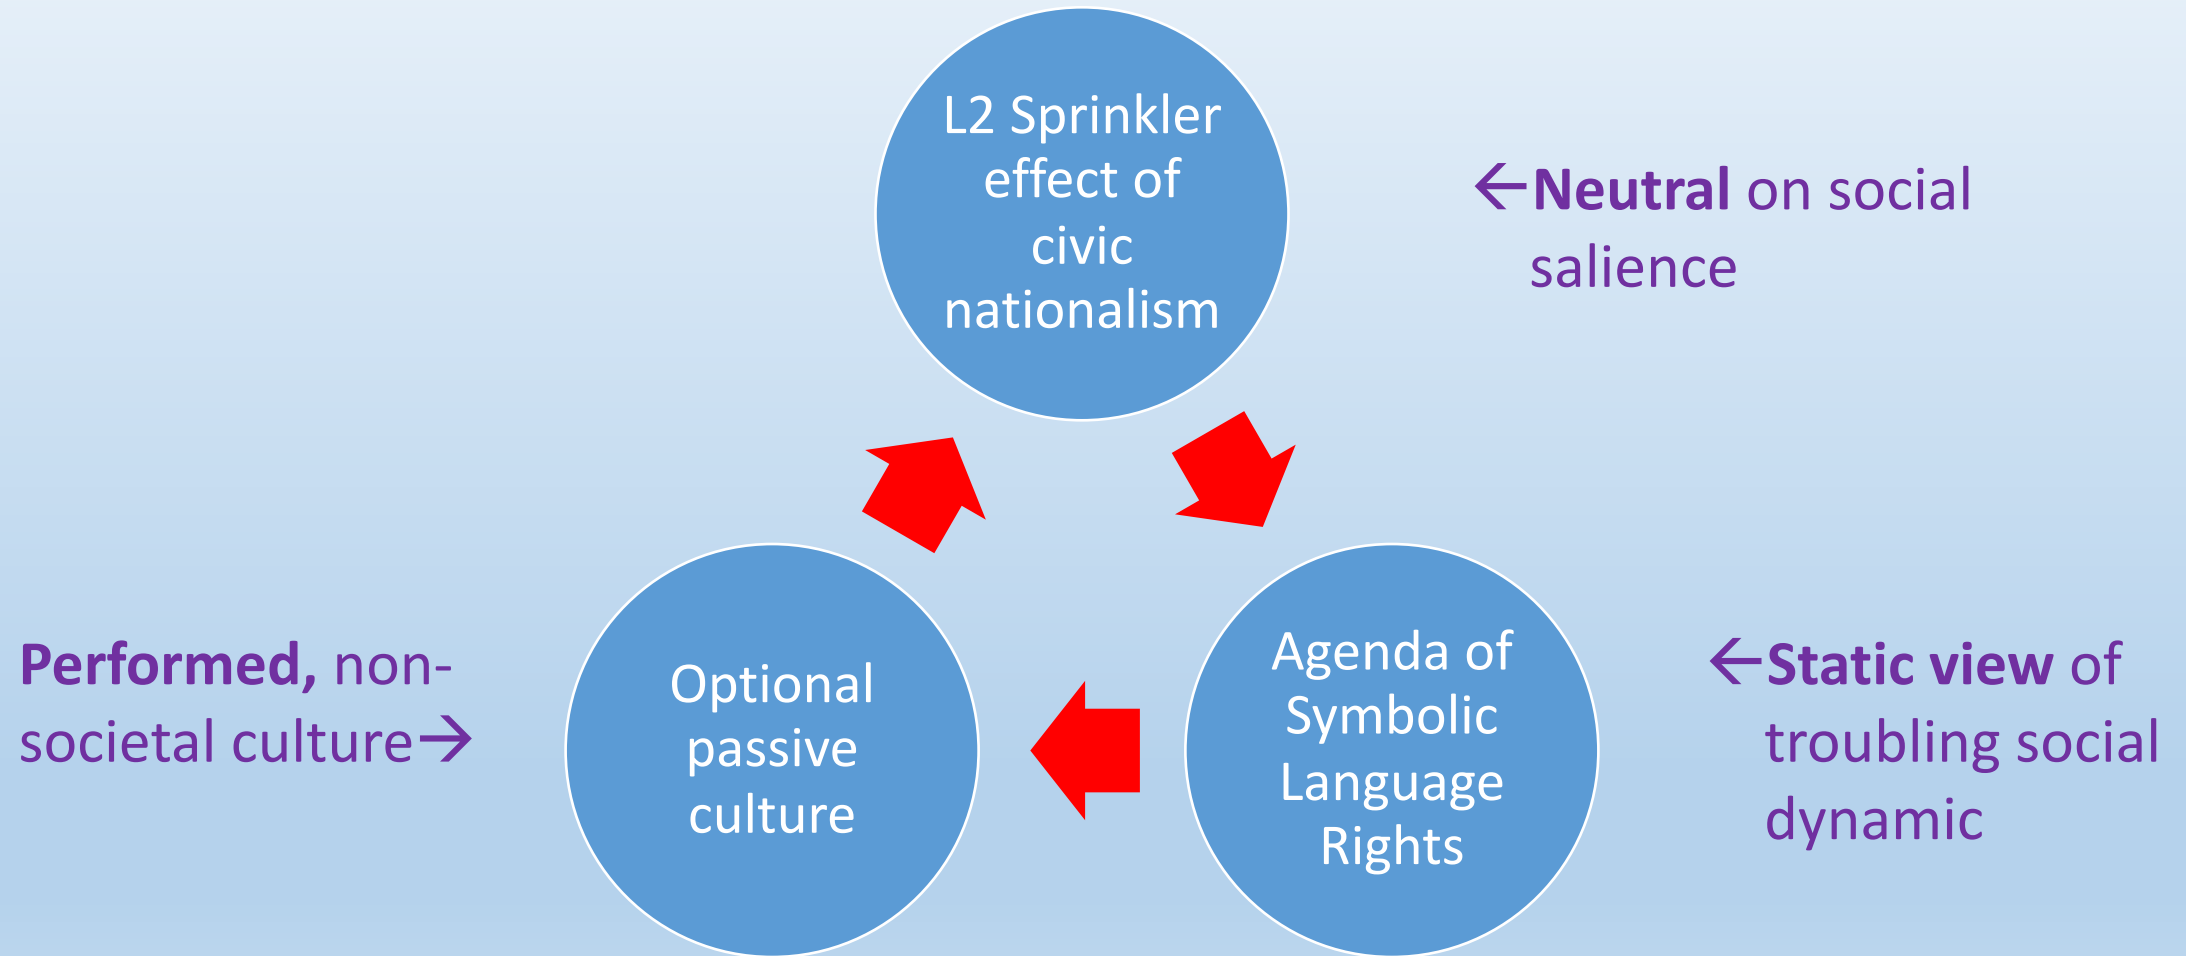 L2 Sprinkler
effect of
civic
nationalism
←Neutral on social
salience
Performed, non-
societal culture→
Optional
passive
culture
Agenda of
Symbolic
Language
Rights
←Static view of
troubling social
dynamic